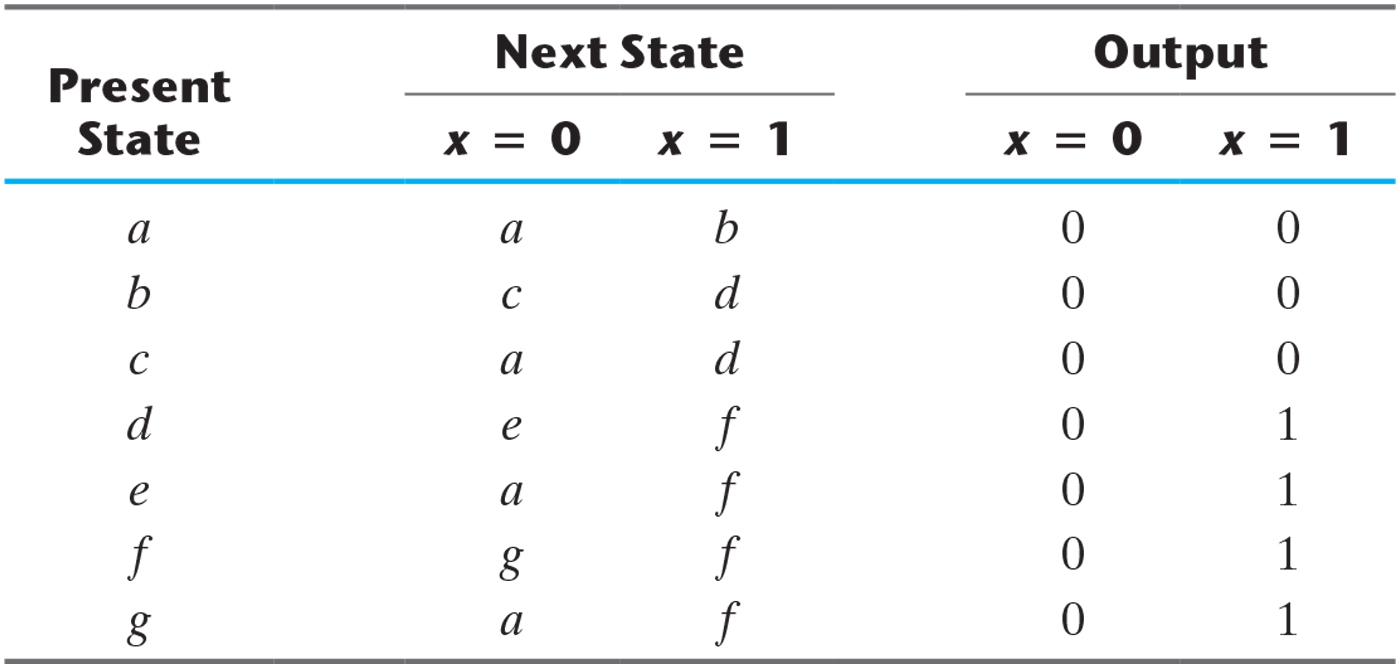 Next State Output
Present
State
x = 0 x = 1 x = 0 x = 1
a a b 0 0
b c d 0 0
c a d 0 0
d e f 0 1
e a f 0 1
f g f 0 1
g a f 0 1